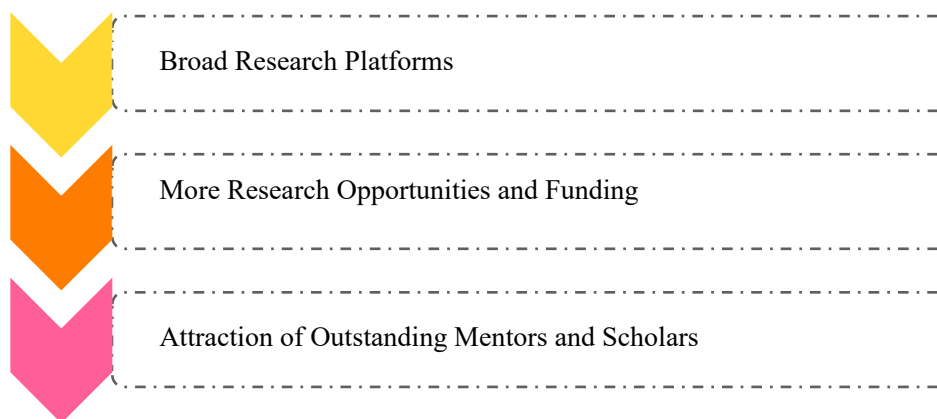 Broad Research Platforms
More Research Opportunities and Funding
Attraction of Outstanding Mentors and Scholars